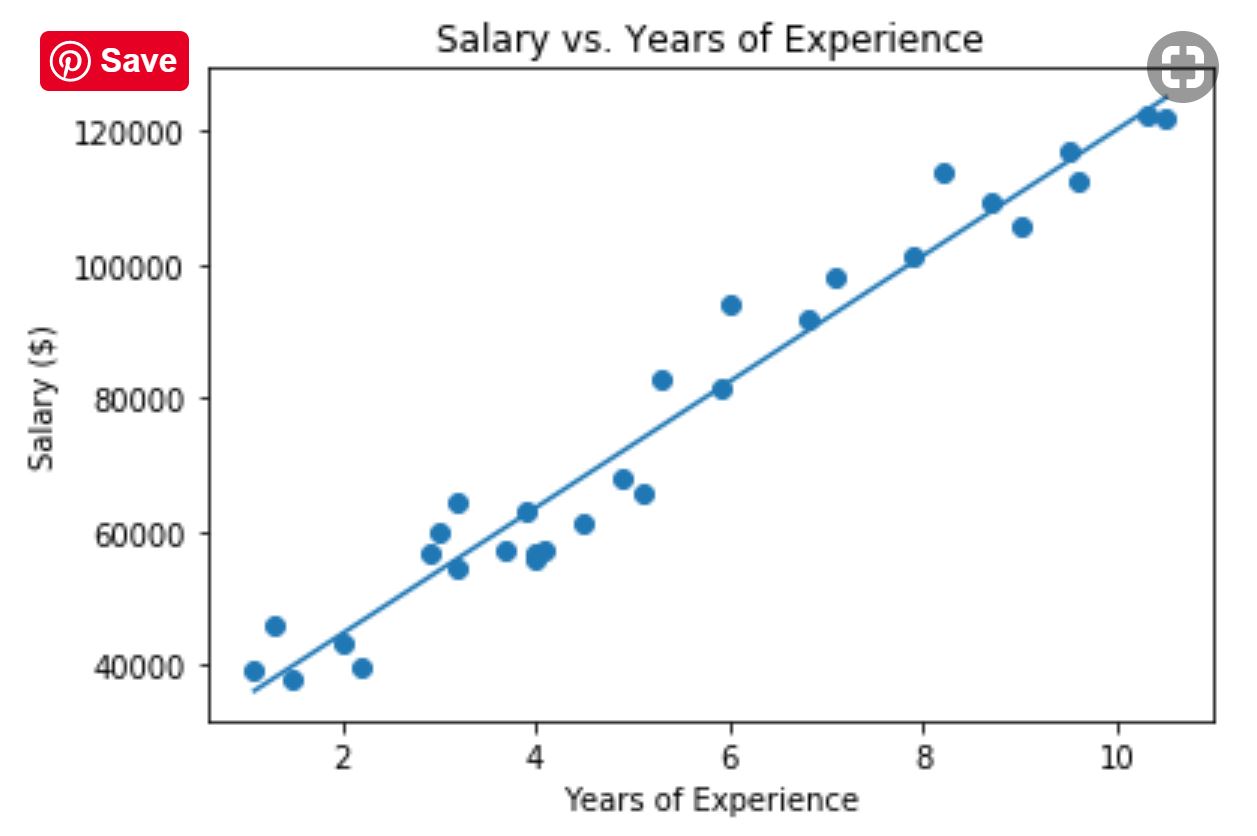 Save
Salary vs. Years of Experience
120000
100000
80000
60000
40000
Salary ($)
2 4 6 8 10
Years of Experience